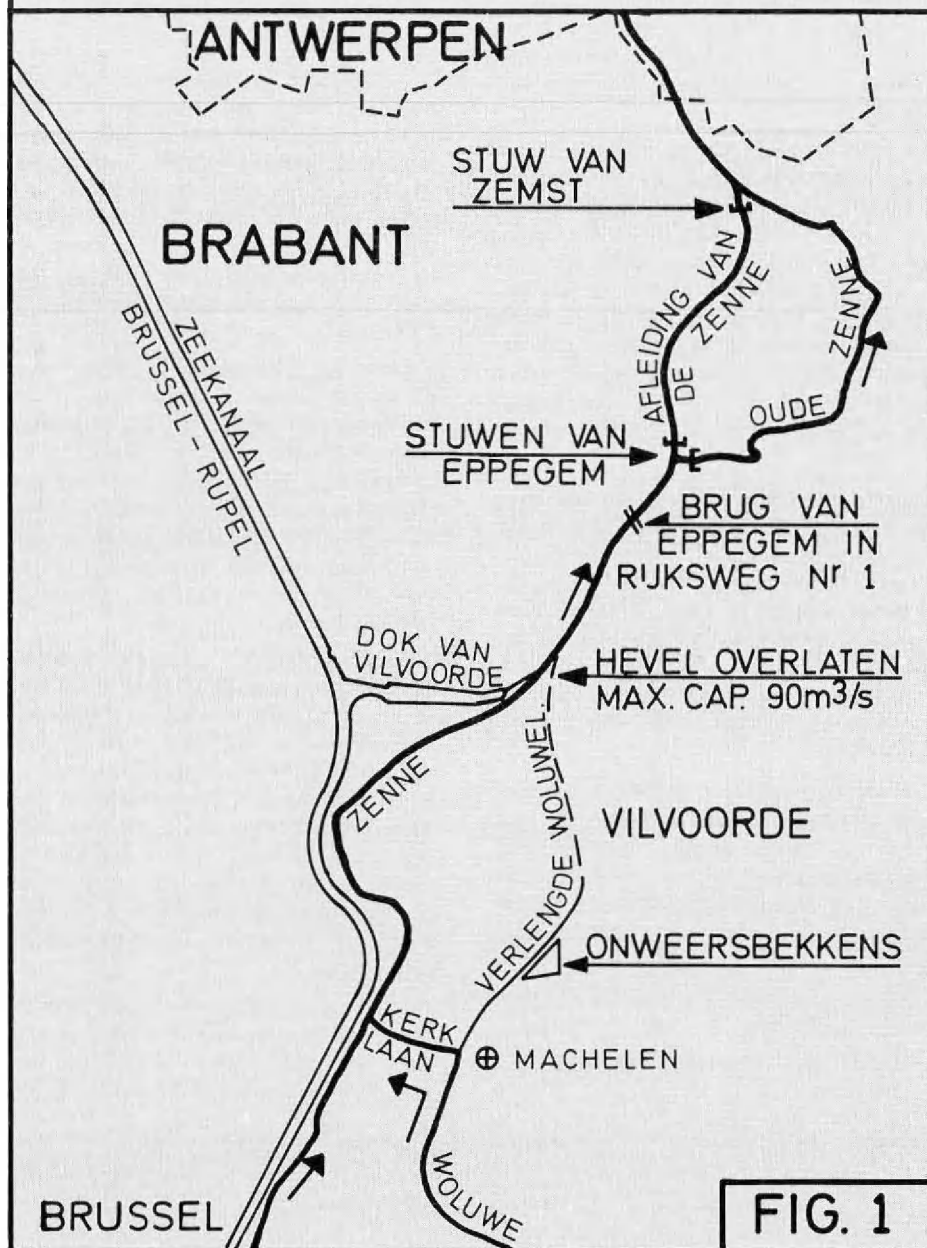 ANTWERPEN
STUW VAN
ZEMST
BRABANT
AFLEIDING VAN
DE ZENNE
ZENNE
OUDE
ZEEKANAAL
BRUSSEL - RUPEL
STUWEN VAN
EPPEGEM
BRUG VAN
EPPEGEM IN
RIJKSWEG Nr 1
DOK VAN
VILVOORDE
HEVEL OVERLATEN
MAX. CAP. 90m³/s
ZENNE
VERLENGDE WOLUWEL.
VILVOORDE
ONWEERSBEKKENS
KERK
LAAN
MACHELEN
WOLUWE
BRUSSEL
FIG. 1